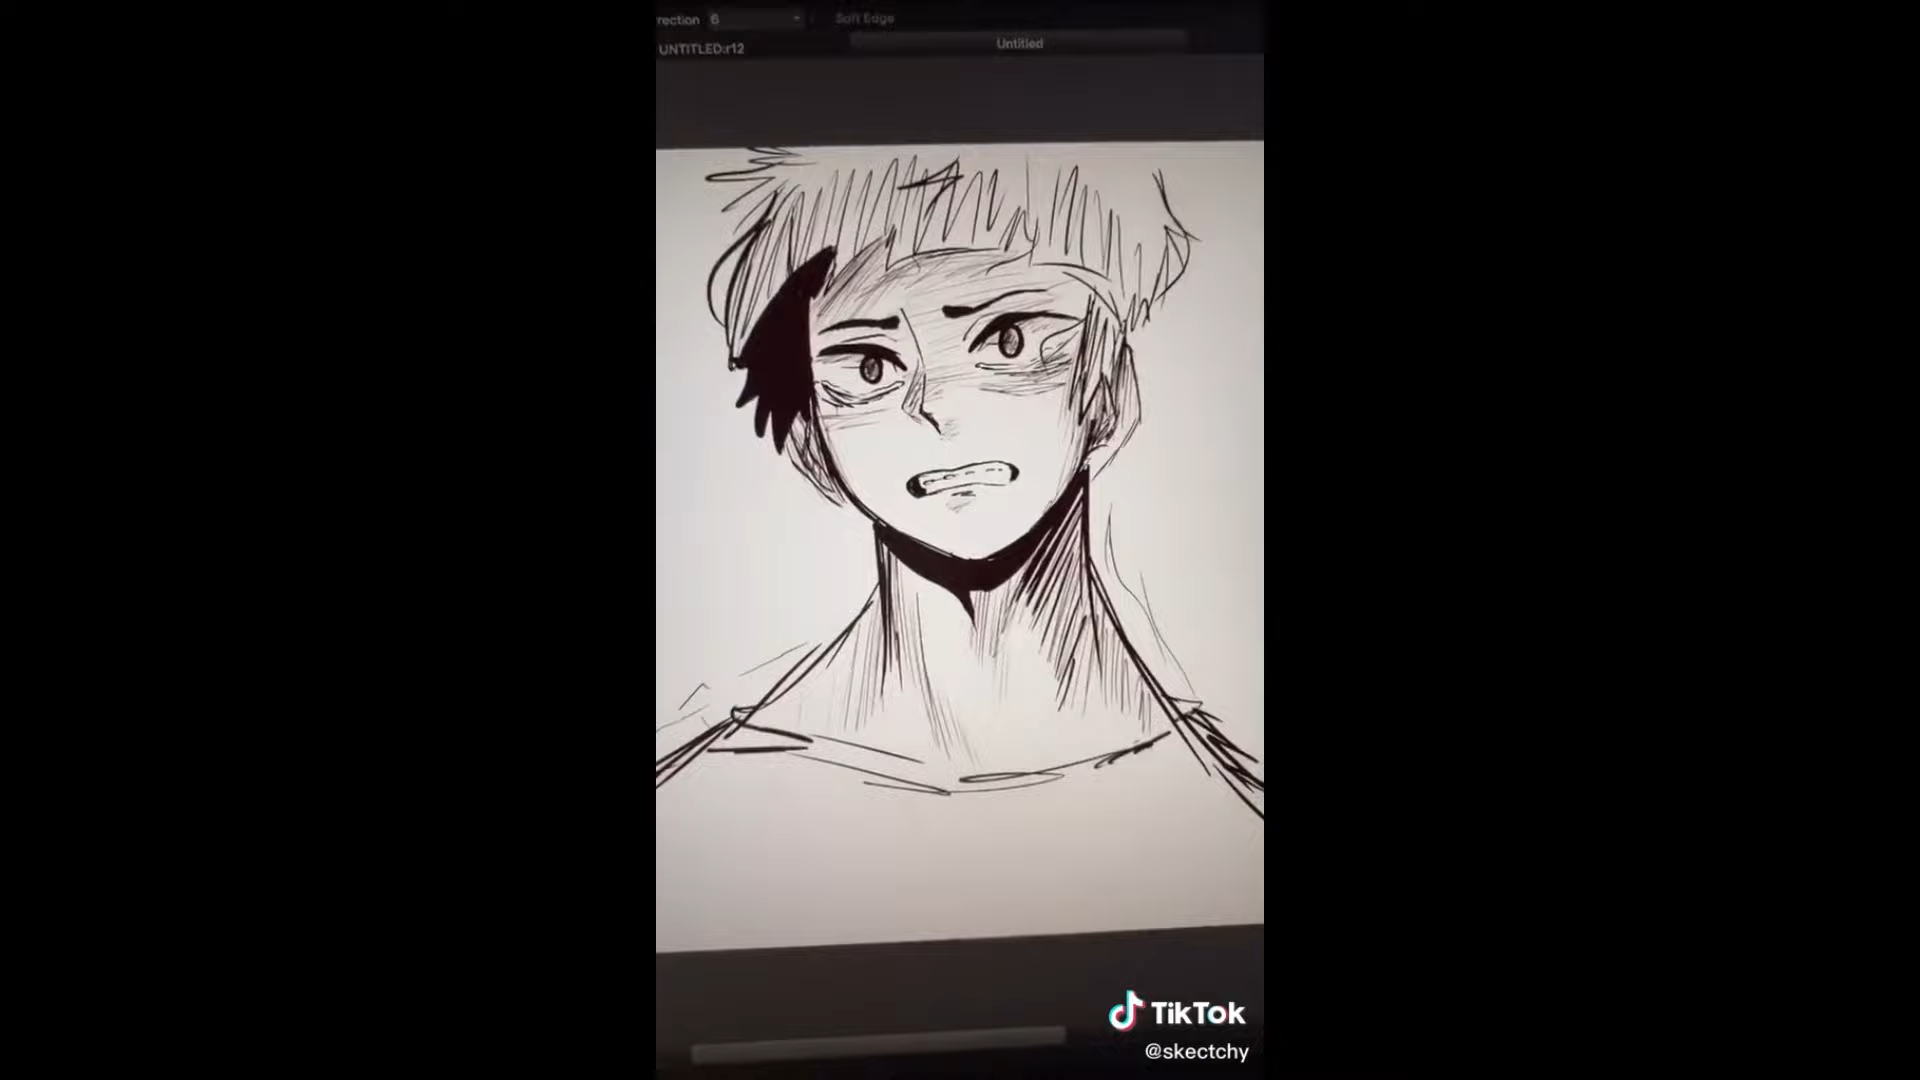 rection 6 Soft Edge
UNTITLED:r12
Untitled
TikTok
@skectchy